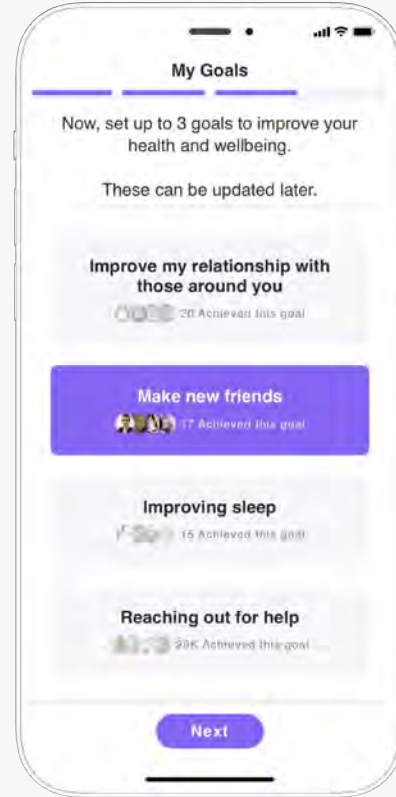 My Goals
Now, set up to 3 goals to improve your
health and wellbeing.
These can be updated later.
Improve my relationship with
those around you
20 Achieved this goal
Make new friends
17 Achieved this goal
Improving sleep
15 Achieved this goal
Reaching out for help
Achieved this goal
Next